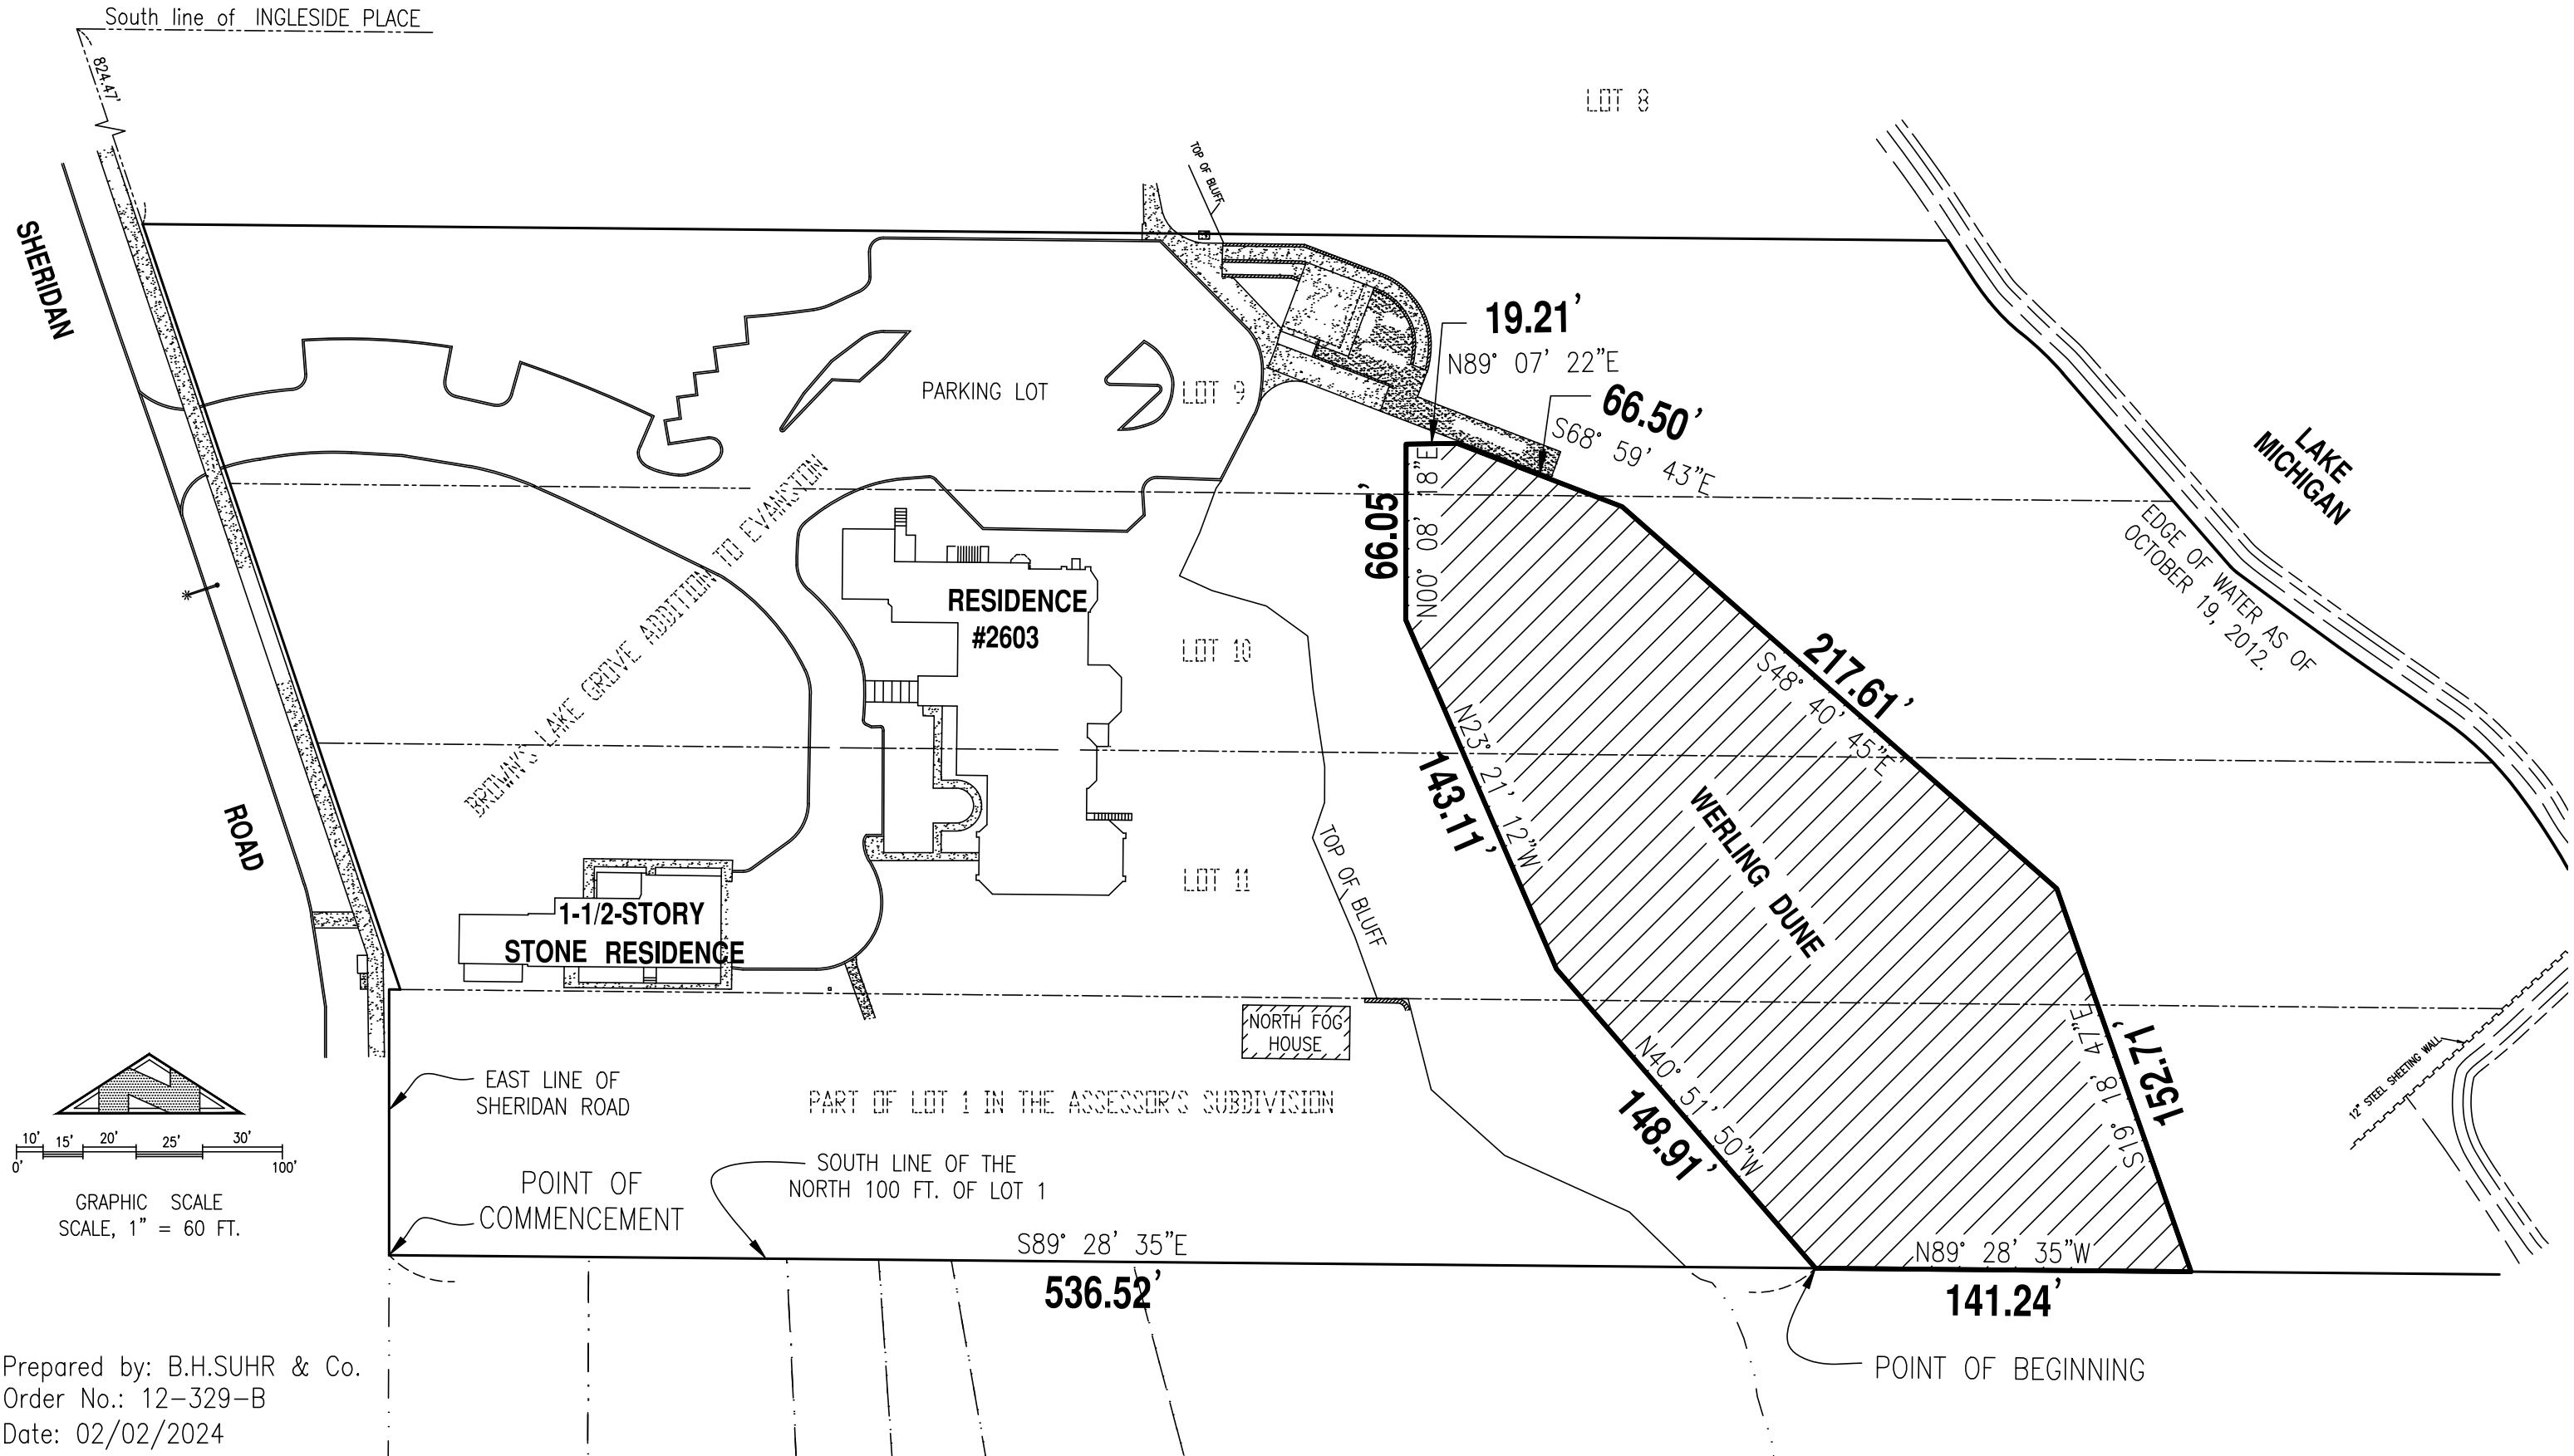 South line of INGLESIDE PLACE
824.47'
LOT 8
TOP OF BLUFF
SHERIDAN
19.21'
N89° 07' 22"E
66.50'
S68° 59' 43"E
PARKING LOT
LOT 9
LAKE
MICHIGAN
EDGE OF WATER AS OF
OCTOBER 19, 2012.
66.05'
N00° 08' 18"E
BROWN'S LAKE GROVE ADDITION TO EVANSTON
RESIDENCE
#2603
LOT 10
217.61'
S48° 40' 45"E
N23° 21' 12"W
143.11'
WERLING DUNE
ROAD
TOP OF BLUFF
LOT 11
1-1/2-STORY
STONE RESIDENCE
NORTH FOG
HOUSE
S19° 18' 47"E
152.71'
12" STEEL SHEETING WALL
N40° 51' 50"W
148.91'
EAST LINE OF
SHERIDAN ROAD
PART OF LOT 1 IN THE ASSESSOR'S SUBDIVISION
10' 15' 20' 25' 30'
0' 100'
GRAPHIC SCALE
SCALE, 1" = 60 FT.
POINT OF
COMMENCEMENT
SOUTH LINE OF THE
NORTH 100 FT. OF LOT 1
S89° 28' 35"E
536.52'
N89° 28' 35"W
141.24'
POINT OF BEGINNING
Prepared by: B.H.SUHR & Co.
Order No.: 12-329-B
Date: 02/02/2024